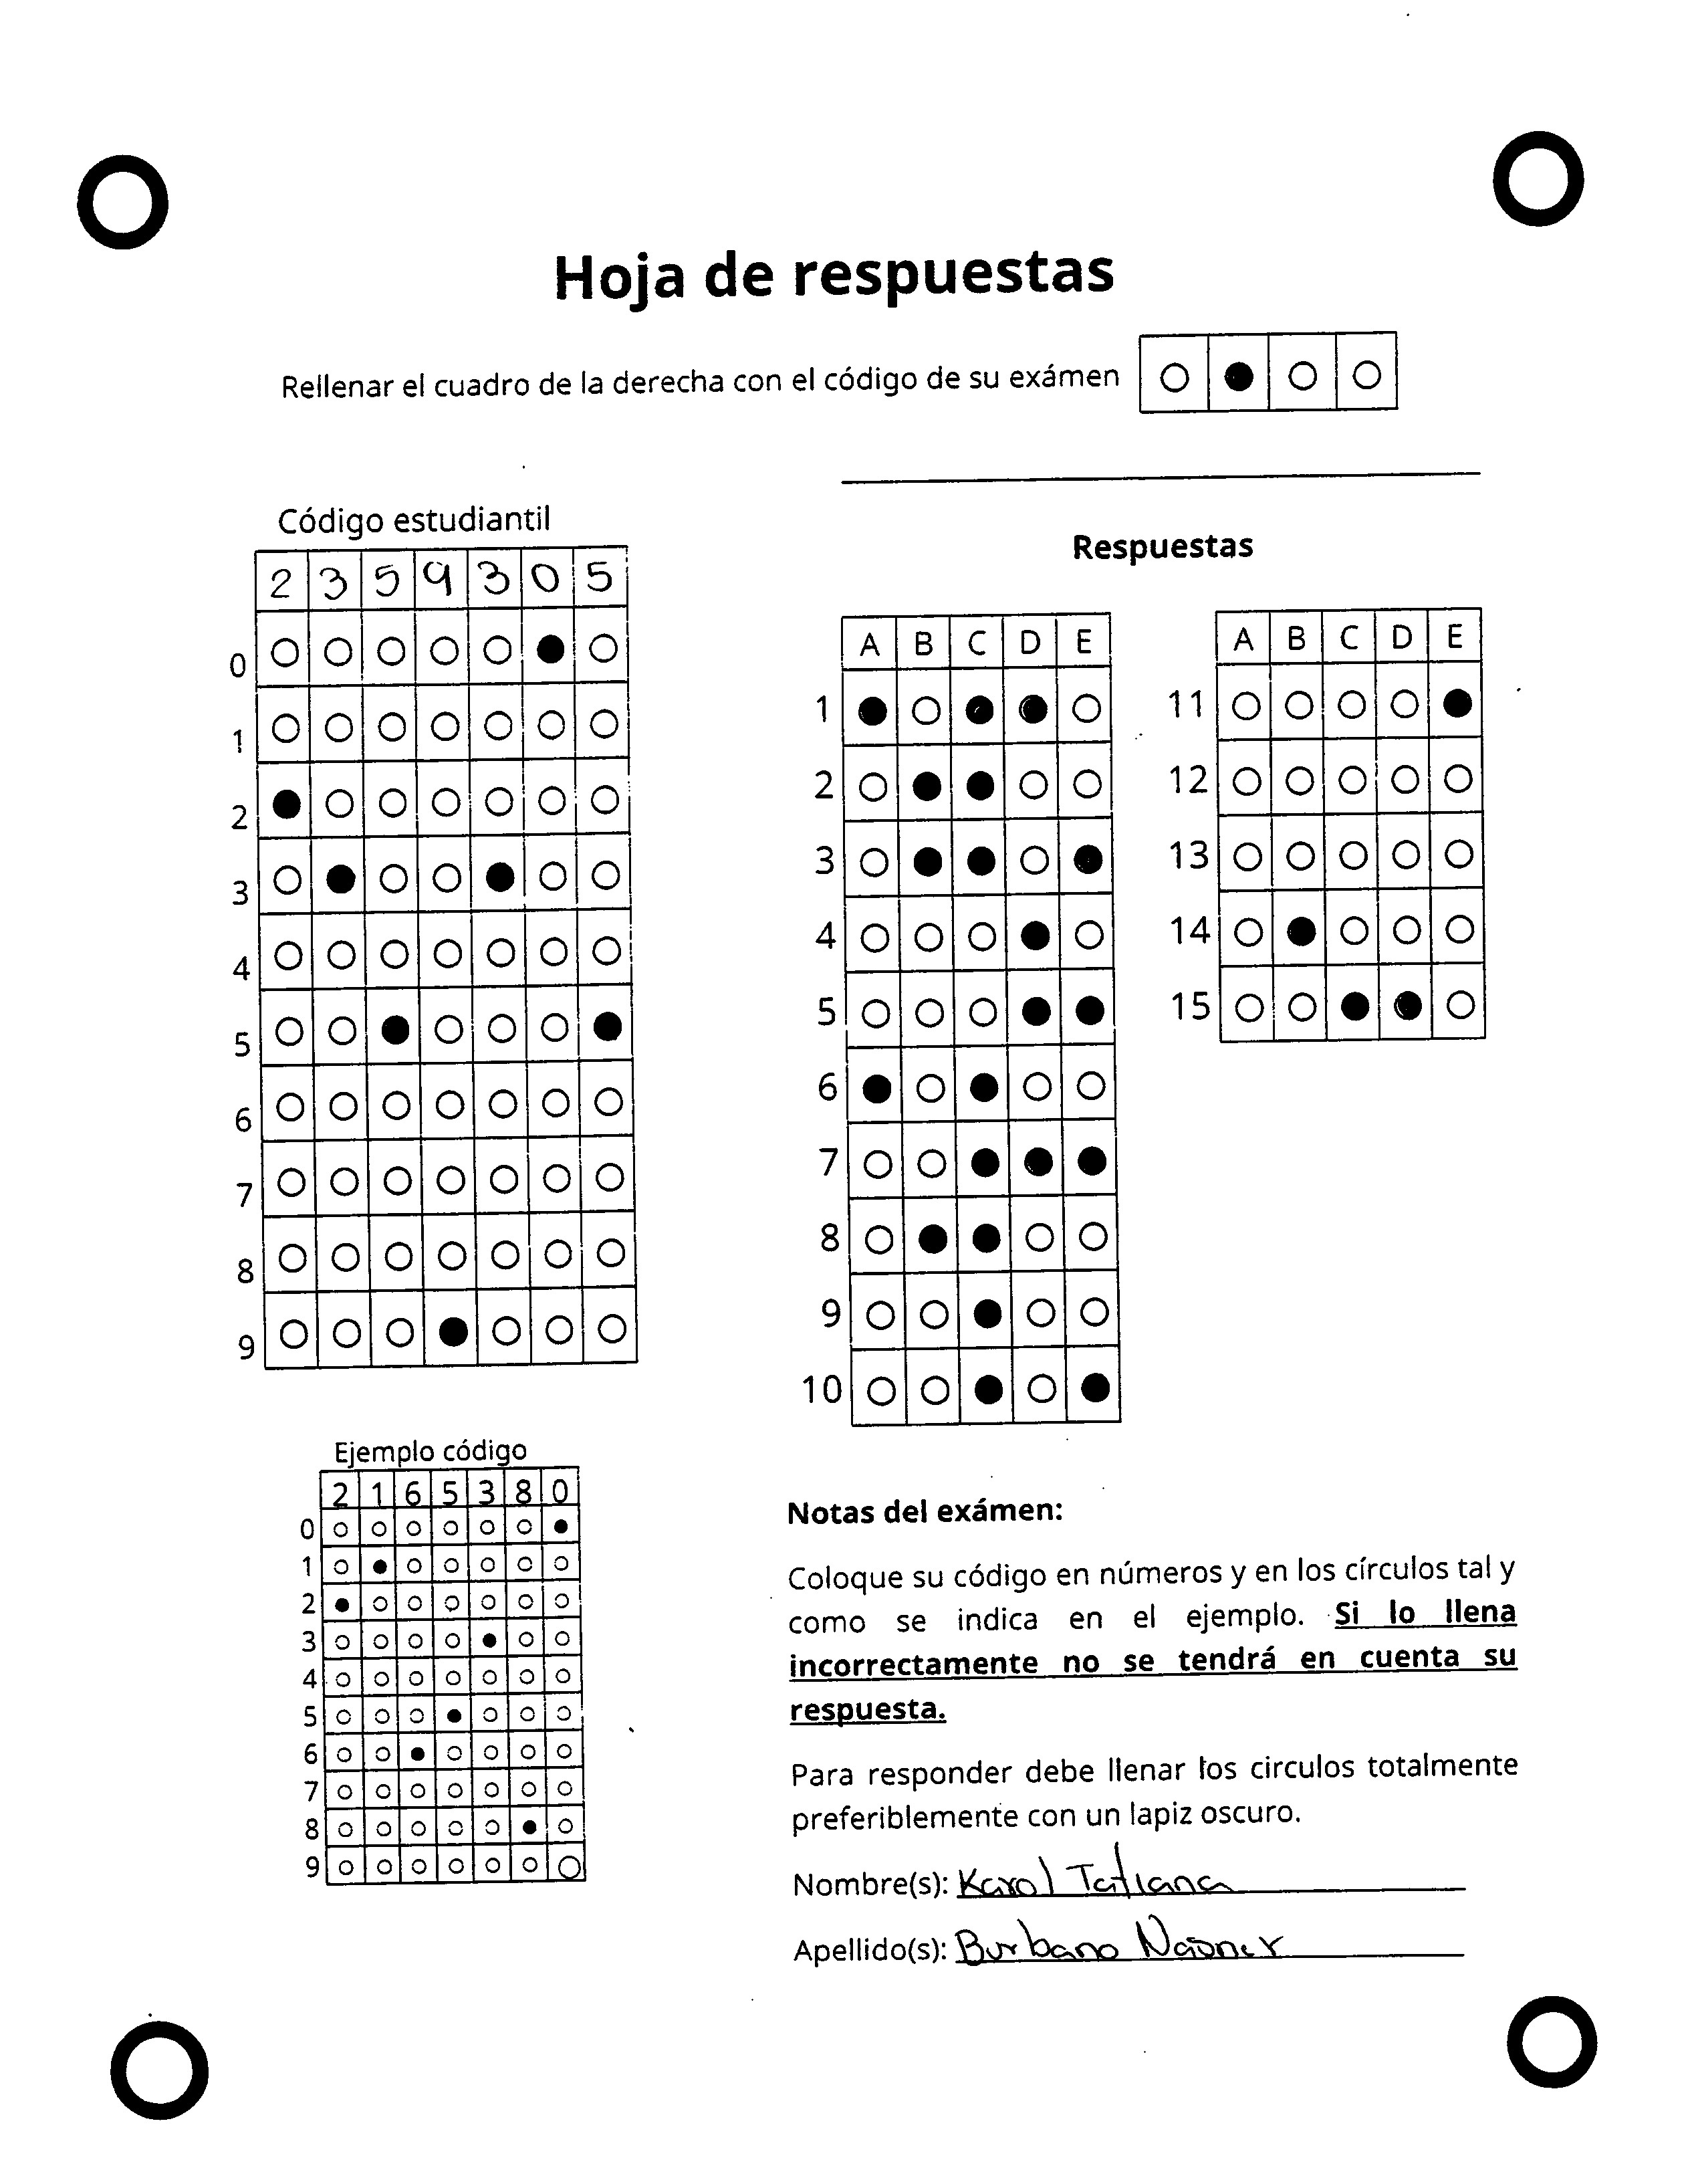 Hoja de respuestas
Rellenar el cuadro de la derecha con el código de su exámen
Código estudiantil
2 3 5 9 3 0 5
0
1
2
3
4
5
6
7
8
9
Ejemplo código
2 1 6 5 3 8 0
0
1
2
3
4
5
6
7
8
9
Respuestas
A B C D E
1
2
3
4
5
6
7
8
9
10
A B C D E
11
12
13
14
15
Notas del exámen:
Coloque su código en números y en los círculos tal y
como se indica en el ejemplo. Si lo llena
incorrectamente no se tendrá en cuenta su
respuesta.
Para responder debe llenar los circulos totalmente
preferiblemente con un lapiz oscuro.
Nombre(s): Karol Tatiana
Apellido(s): Burbano